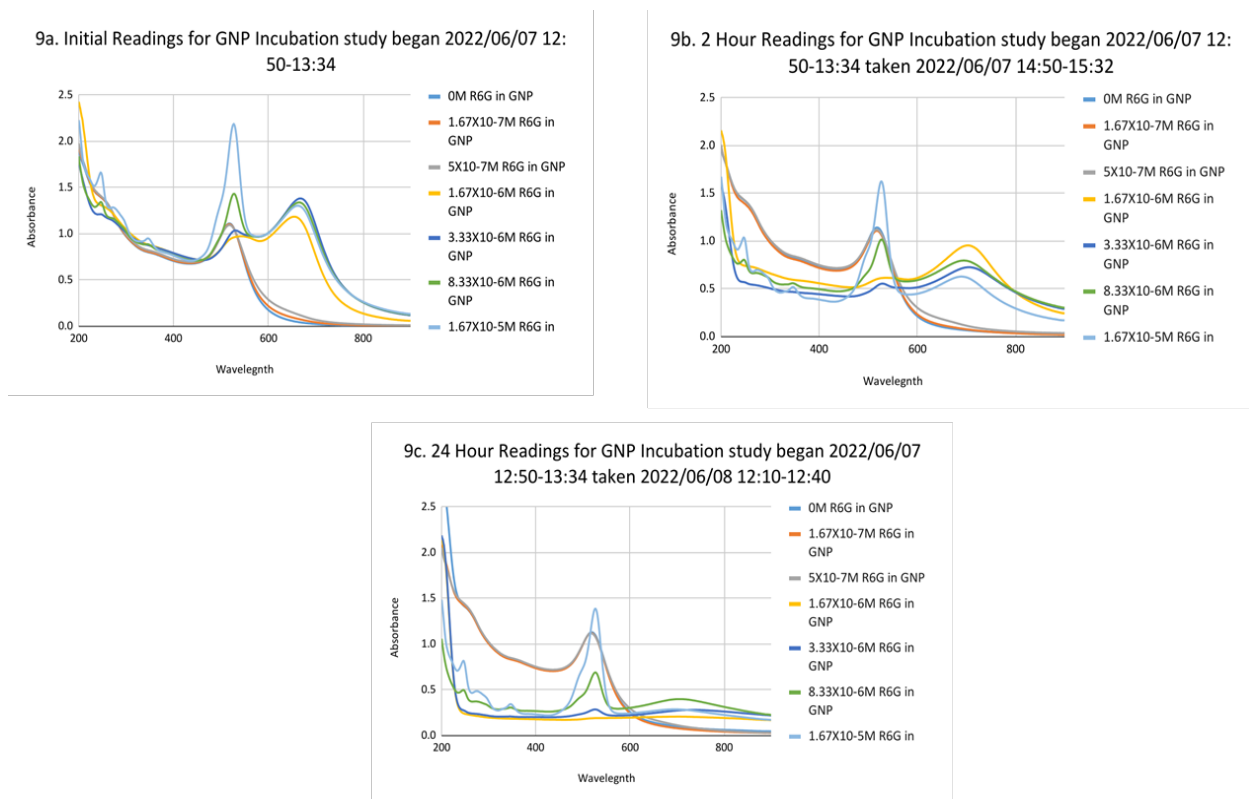 9a. Initial Readings for GNP Incubation study began 2022/06/07 12:
50-13:34
2.5
2.0
1.5
1.0
0.5
0.0
Absorbance
200
400
600
800
Wavelegnth
0M R6G in GNP
1.67X10-7M R6G in
GNP
5X10-7M R6G in GNP
1.67X10-6M R6G in
GNP
3.33X10-6M R6G in
GNP
8.33X10-6M R6G in
GNP
1.67X10-5M R6G in
9b. 2 Hour Readings for GNP Incubation study began 2022/06/07 12:
50-13:34 taken 2022/06/07 14:50-15:32
2.5
2.0
1.5
1.0
0.5
0.0
Absorbance
200
400
600
800
Wavelegnth
0M R6G in GNP
1.67X10-7M R6G in
GNP
5X10-7M R6G in GNP
1.67X10-6M R6G in
GNP
3.33X10-6M R6G in
GNP
8.33X10-6M R6G in
GNP
1.67X10-5M R6G in
9c. 24 Hour Readings for GNP Incubation study began 2022/06/07
12:50-13:34 taken 2022/06/08 12:10-12:40
2.5
2.0
1.5
1.0
0.5
0.0
Absorbance
200
400
600
800
Wavelegnth
0M R6G in GNP
1.67X10-7M R6G in
GNP
5X10-7M R6G in GNP
1.67X10-6M R6G in
GNP
3.33X10-6M R6G in
GNP
8.33X10-6M R6G in
GNP
1.67X10-5M R6G in